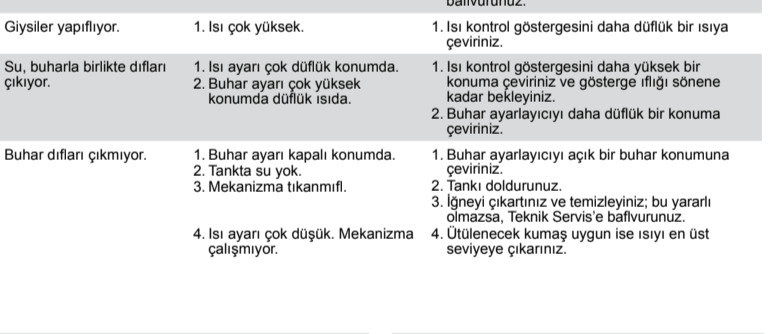 başvurunuz.
Giysiler yapıflıyor.
1. Isı çok yüksek.
1. Isı kontrol göstergesini daha düflük bir ısıya
çeviriniz.
Su, buharla birlikte dıfları
çıkıyor.
1. Isı ayarı çok düflük konumda.
2. Buhar ayarı çok yüksek
konumda düflük ısıda.
1. Isı kontrol göstergesini daha yüksek bir
konuma çeviriniz ve gösterge ıflığı sönene
kadar bekleyiniz.
2. Buhar ayarlayıcıyı daha düflük bir konuma
çeviriniz.
Buhar dıfları çıkmıyor.
1. Buhar ayarı kapalı konumda.
2. Tankta su yok.
3. Mekanizma tıkanmıfl.
4. Isı ayarı çok düşük. Mekanizma
çalışmıyor.
1. Buhar ayarlayıcıyı açık bir buhar konumuna
çeviriniz.
2. Tankı doldurunuz.
3. İğneyi çıkartınız ve temizleyiniz; bu yararlı
olmazsa, Teknik Servis'e baflvurunuz.
4. Ütülenecek kumaş uygun ise ısıyı en üst
seviyeye çıkarınız.